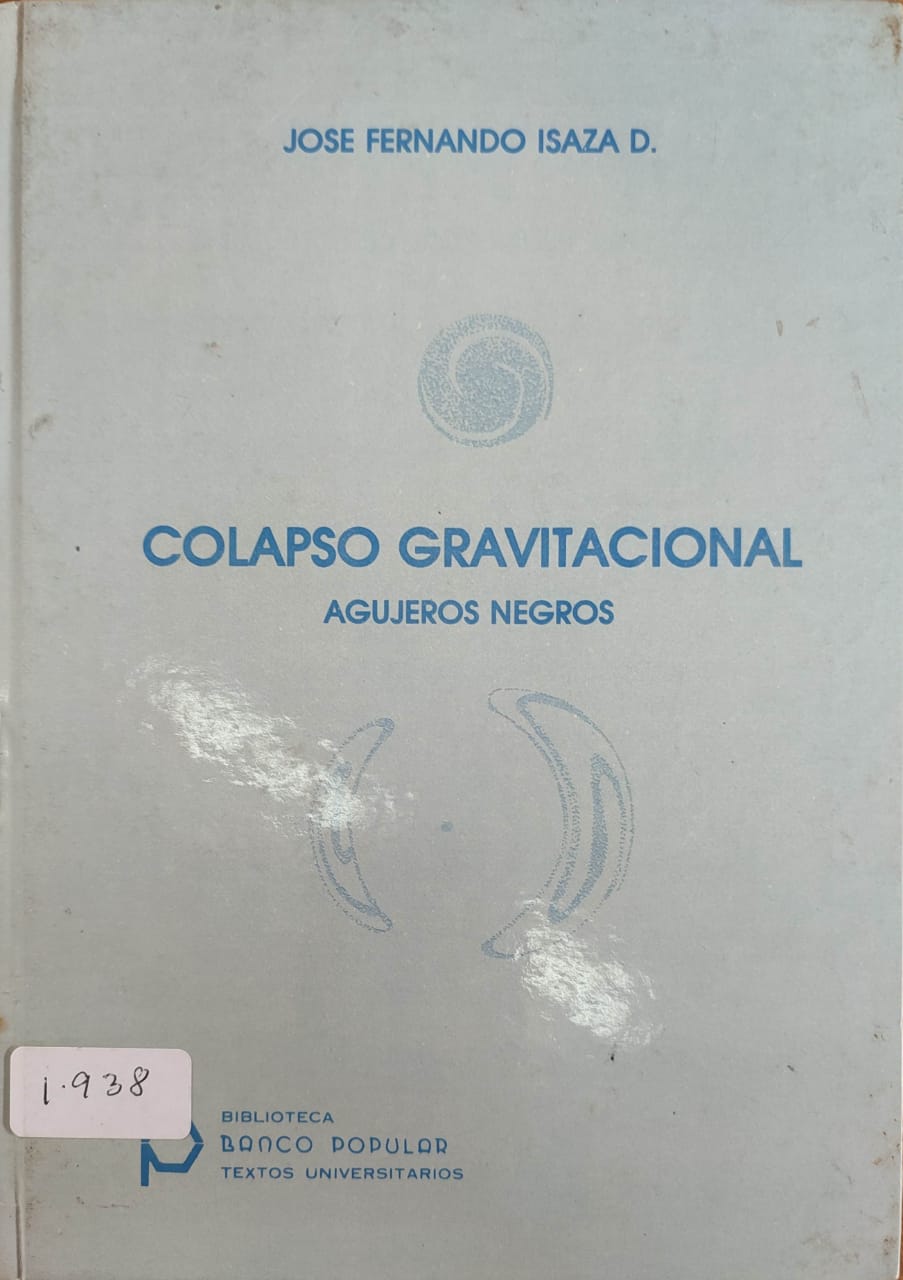 JOSE FERNANDO ISAZA D.
COLAPSO GRAVITACIONAL
AGUJEROS NEGROS
1.938
BIBLIOTECA
BANCO POPULAR
TEXTOS UNIVERSITARIOS